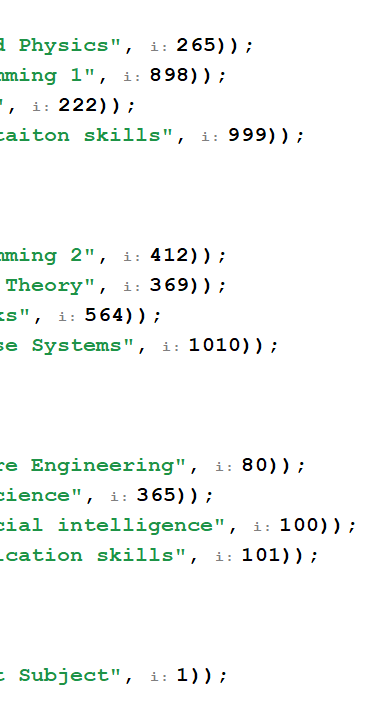 d Physics", i: 265));
mming 1", i: 898));
", i: 222));
taiton skills", i: 999));
mming 2", i: 412));
Theory", i: 369));
ks", i: 564));
se Systems", i: 1010));
re Engineering", i: 80));
cience", i: 365));
cial intelligence", i: 100));
ication skills", i: 101));
t Subject", i: 1));